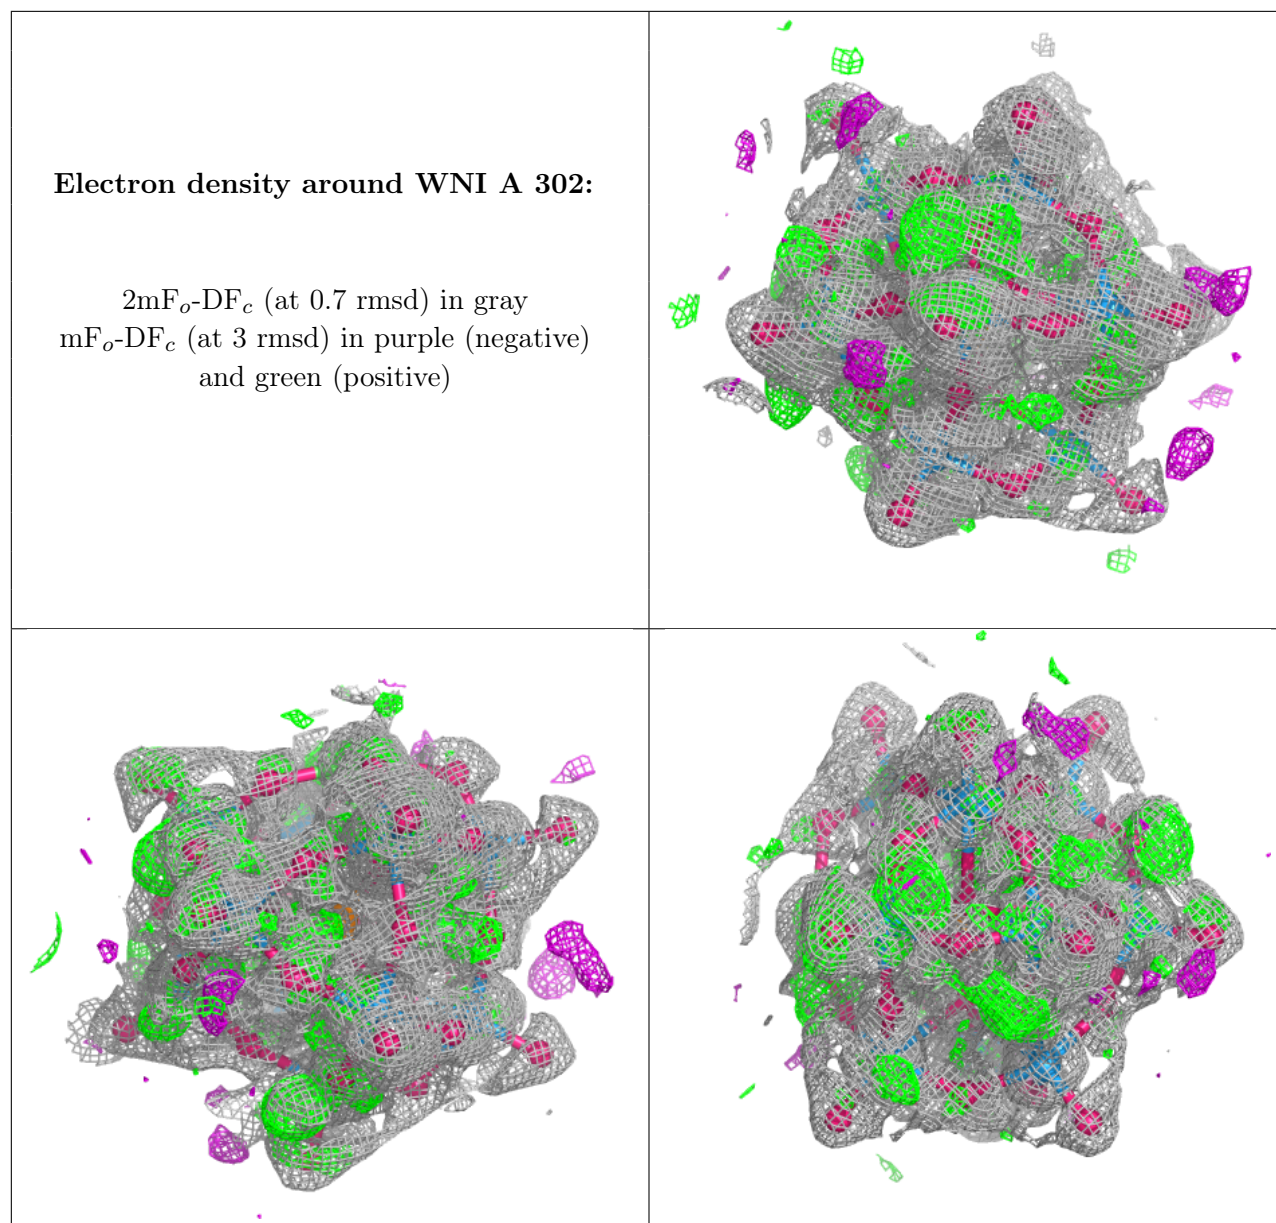 Electron density around WNI A 302:
2mFo-DFc (at 0.7 rmsd) in gray
mFo-DFc (at 3 rmsd) in purple (negative)
and green (positive)